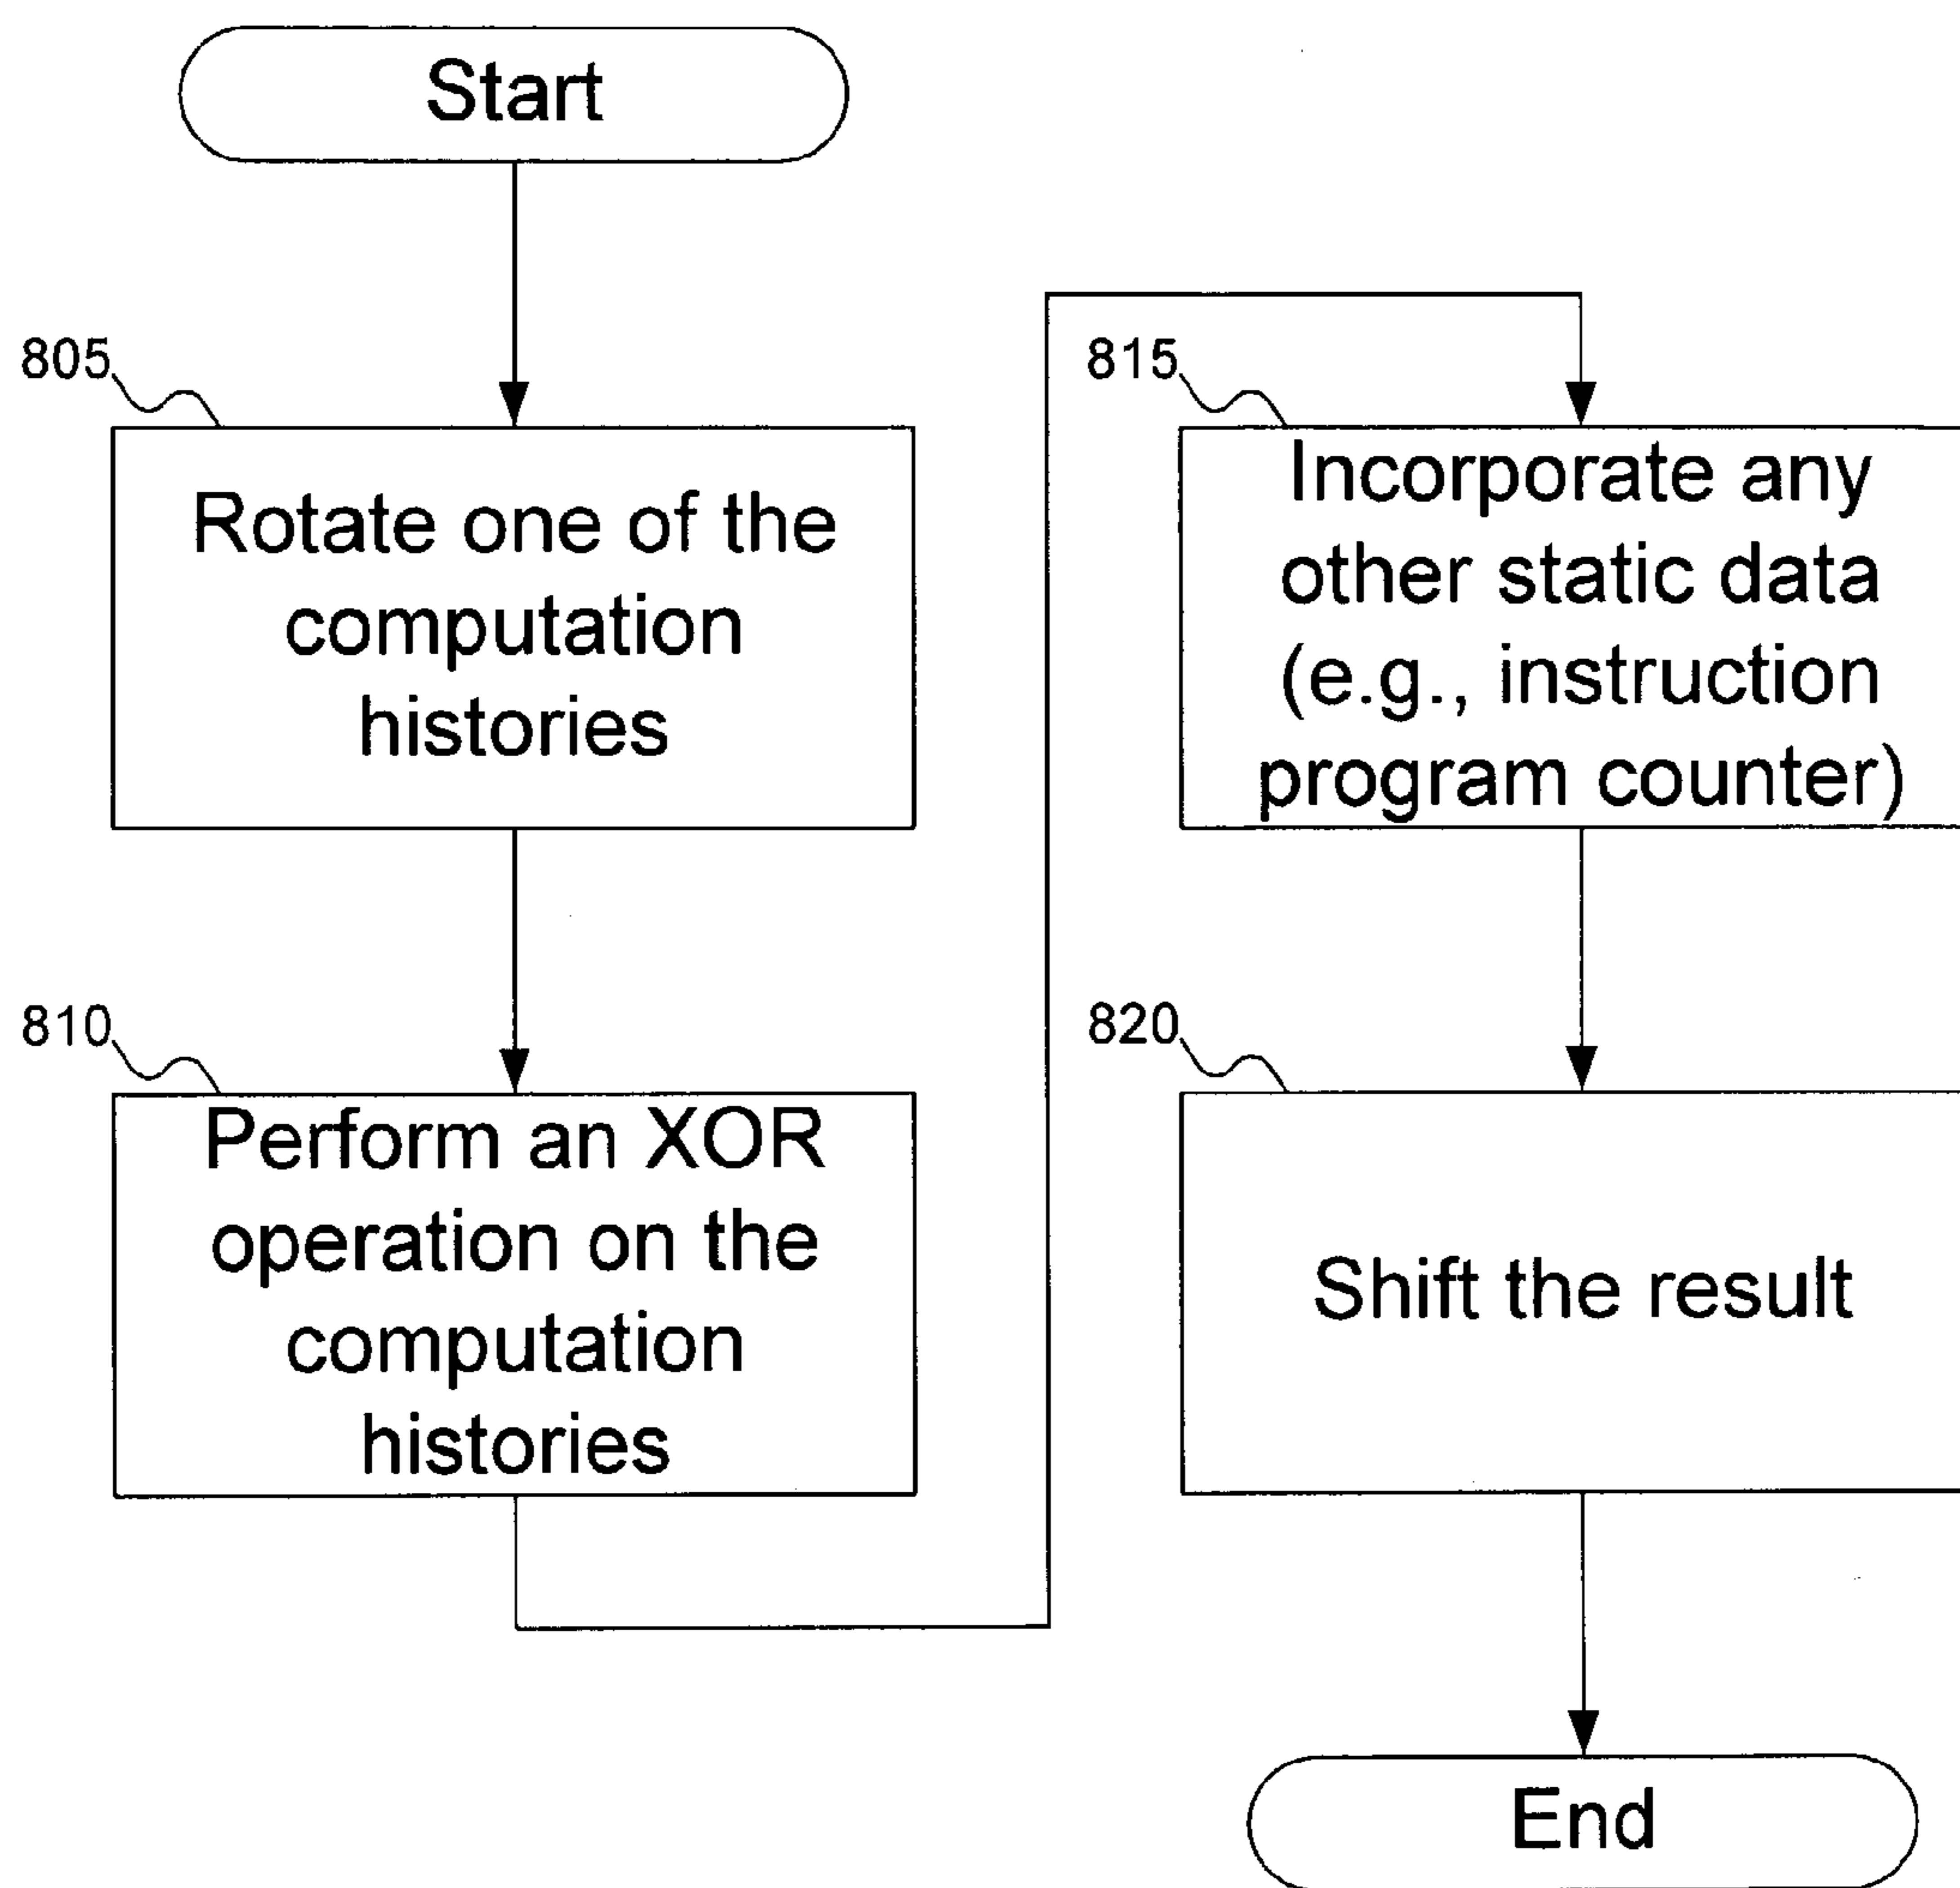 Start
805
Rotate one of the
computation
histories
810
Perform an XOR
operation on the
computation
histories
815
Incorporate any
other static data
(e.g., instruction
program counter)
820
Shift the result
End